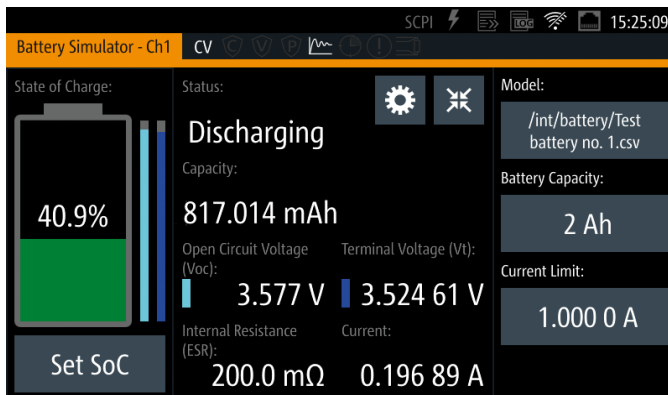 SCPI LOG 15:25:09
Battery Simulator - Ch1 CV C V P
State of Charge:
40.9%
Set SoC
Status:
Discharging
Capacity:
817.014 mAh
Open Circuit Voltage
(Voc):
3.577 V
Terminal Voltage (Vt):
3.524 61 V
Internal Resistance
(ESR):
200.0 mΩ
Current:
0.196 89 A
Model:
/int/battery/Test
battery no. 1.csv
Battery Capacity:
2 Ah
Current Limit:
1.000 0 A